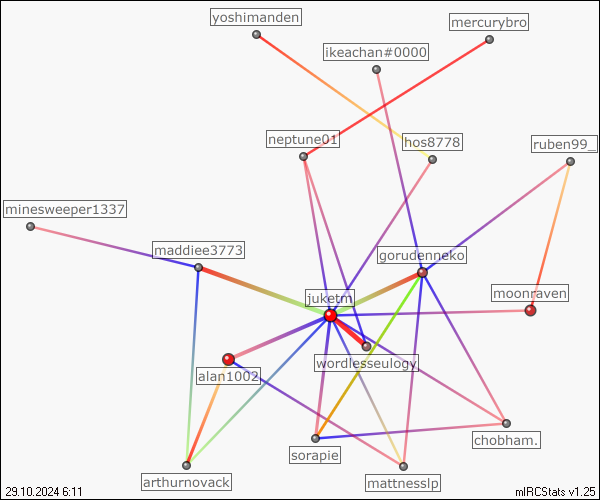 yoshimanden
mercurybro
ikeachan#0000
neptune01
hos8778
ruben99_
minesweeper1337
maddiee3773
gorudenneko
juketm
moonraven
wordlesseulogy
alan1002
chobham.
sorapie
arthurnovack
mattnesslp
29.10.2024 6:11
mIRCStats v1.25